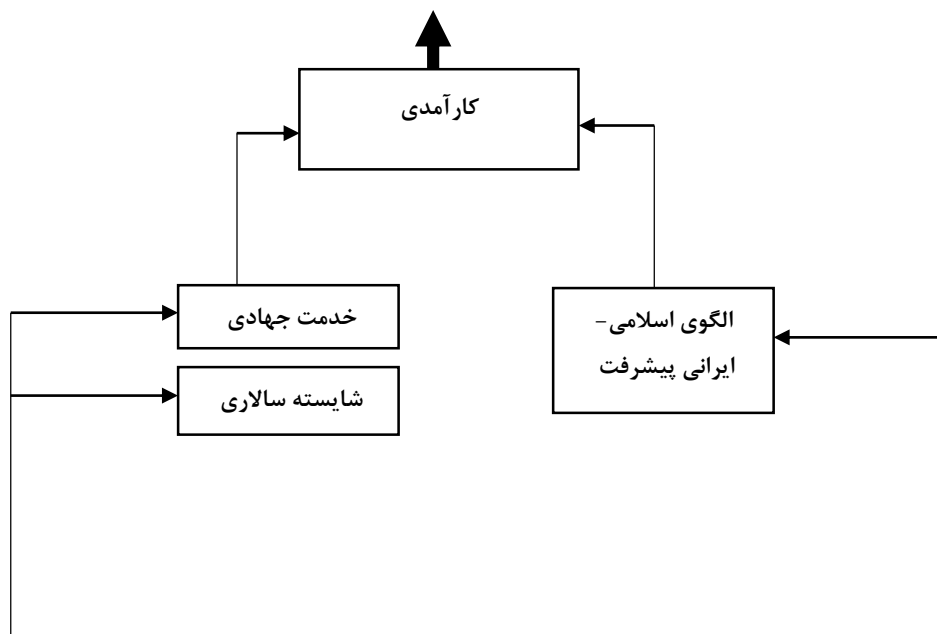 کارآمدی
الگوی اسلامی-
ایرانی پیشرفت
خدمت جهادی
شایسته سالاری